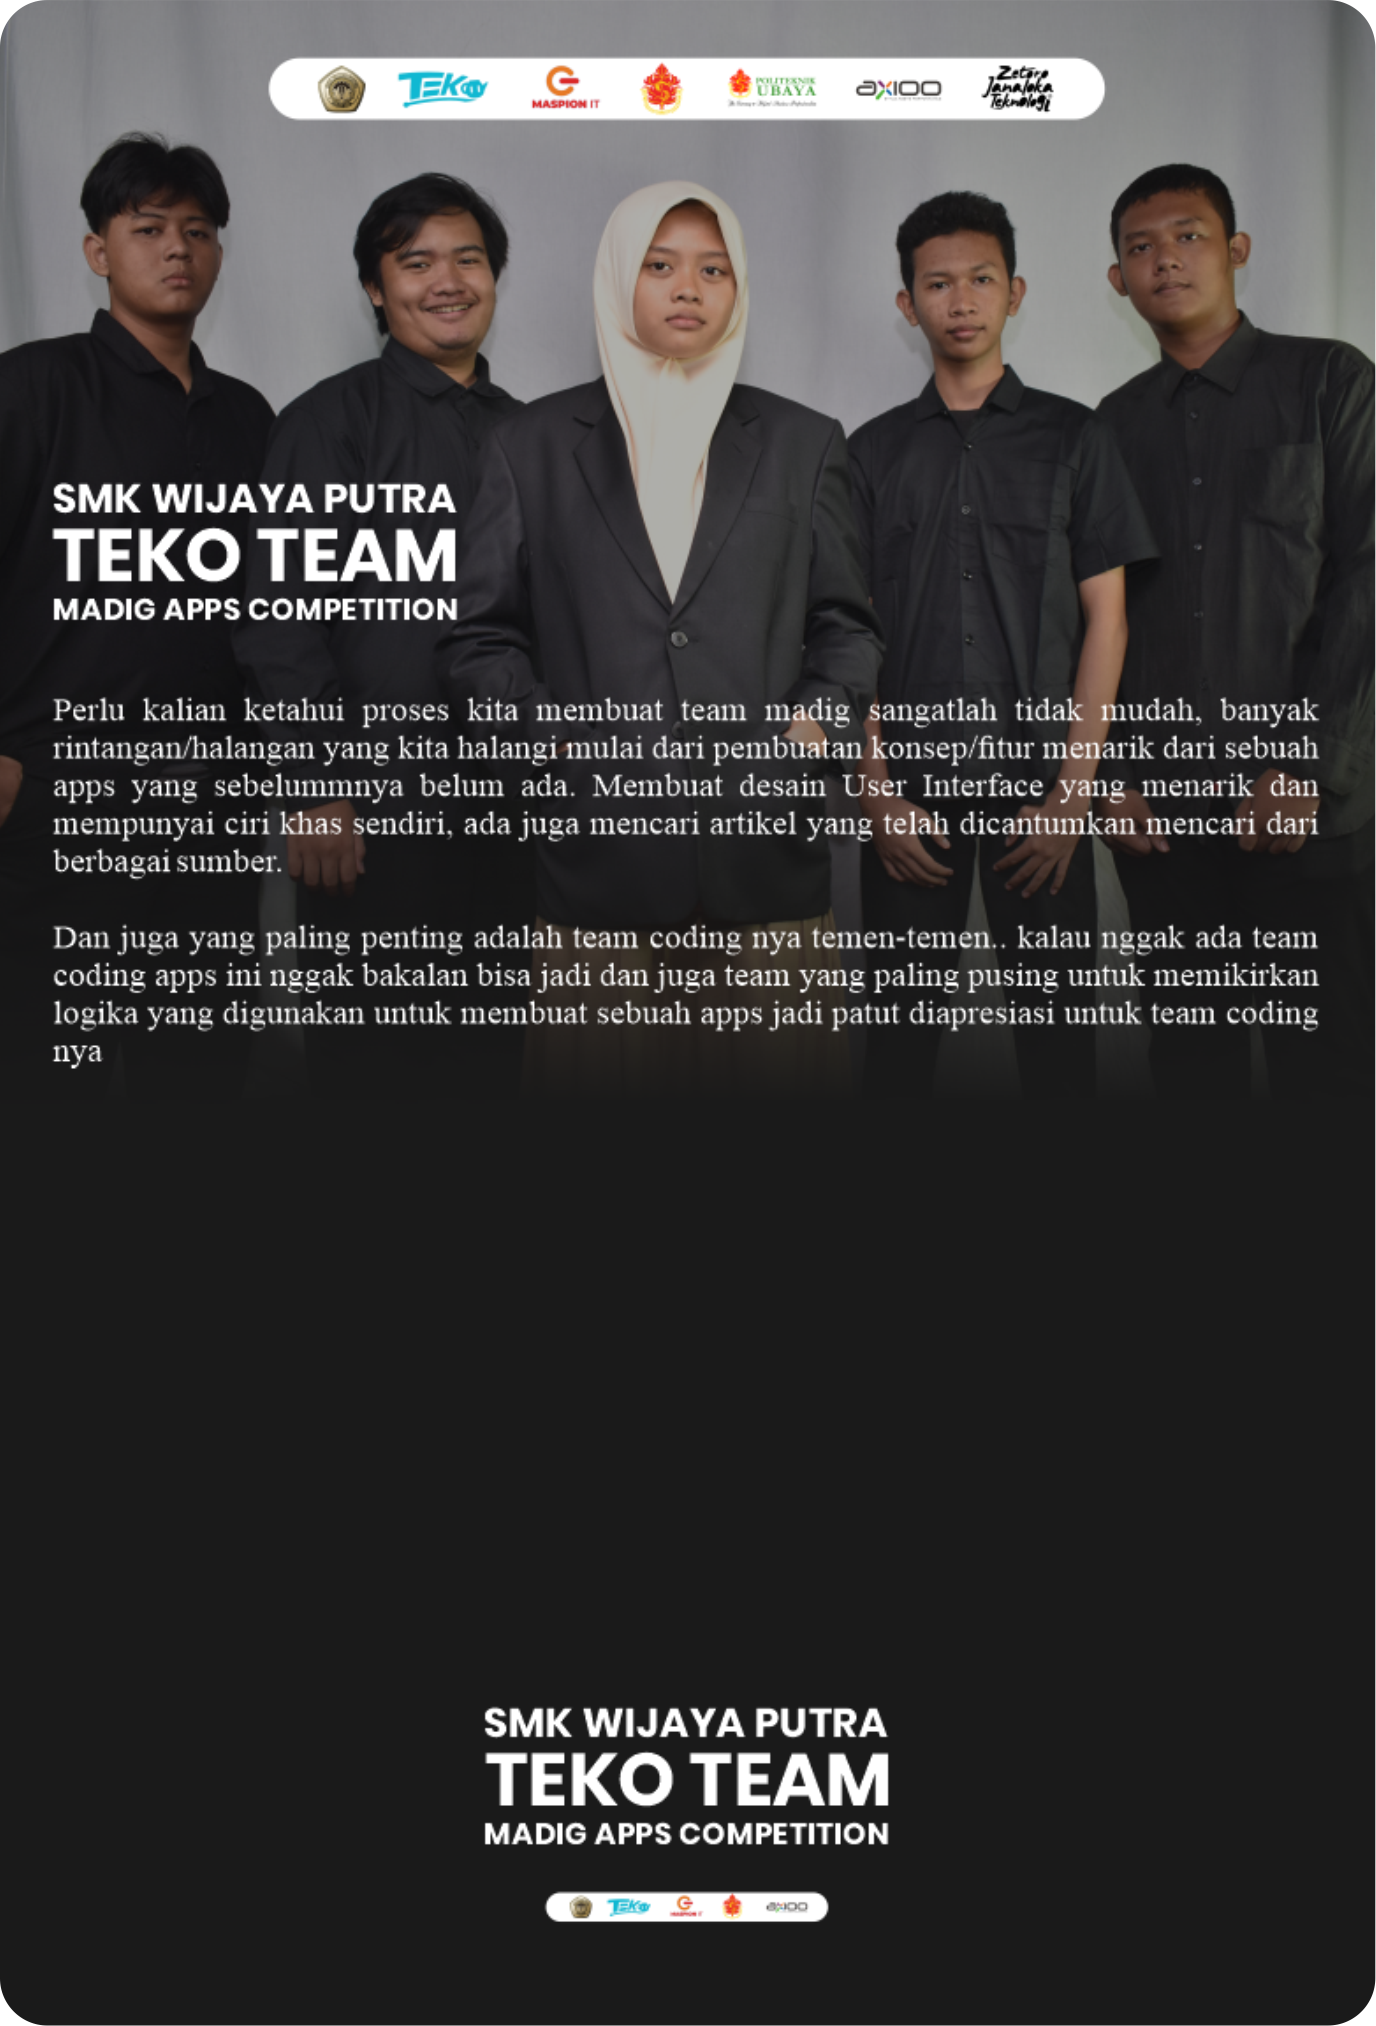 TEKO
MASPION IT
POLITEKNIK
UBAYA
AXIOO
Zetoro
Janaloka
Teknologi
SMK WIJAYA PUTRA
TEKO TEAM
MADIG APPS COMPETITION
Perlu kalian ketahui proses kita membuat team madig sangatlah tidak mudah, banyak
rintangan/halangan yang kita halangi mulai dari pembuatan konsep/fitur menarik dari sebuah
apps yang sebelummnya belum ada. Membuat desain User Interface yang menarik dan
mempunyai ciri khas sendiri, ada juga mencari artikel yang telah dicantumkan mencari dari
berbagai sumber.
Dan juga yang paling penting adalah team coding nya temen-temen.. kalau nggak ada team
coding apps ini nggak bakalan bisa jadi dan juga team yang paling pusing untuk memikirkan
logika yang digunakan untuk membuat sebuah apps jadi patut diapresiasi untuk team coding
nya
SMK WIJAYA PUTRA
TEKO TEAM
MADIG APPS COMPETITION
TEKO
MASPION IT
AXIOO